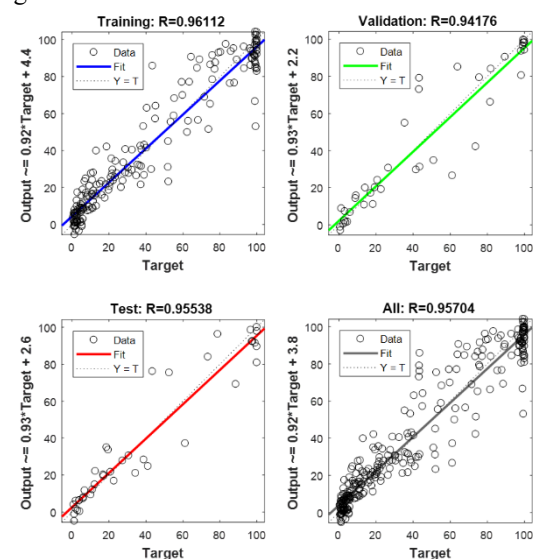 Training: R=0.96112
Output ~= 0.92*Target + 4.4
100
80
60
40
20
0
Data
Fit
Y = T
0 20 40 60 80 100
Target
Validation: R=0.94176
Output ~= 0.93*Target + 2.2
100
80
60
40
20
0
Data
Fit
Y = T
0 20 40 60 80 100
Target
Test: R=0.95538
Output ~= 0.93*Target + 2.6
100
80
60
40
20
0
Data
Fit
Y = T
0 20 40 60 80 100
Target
All: R=0.95704
Output ~= 0.92*Target + 3.8
100
80
60
40
20
0
Data
Fit
Y = T
0 20 40 60 80 100
Target